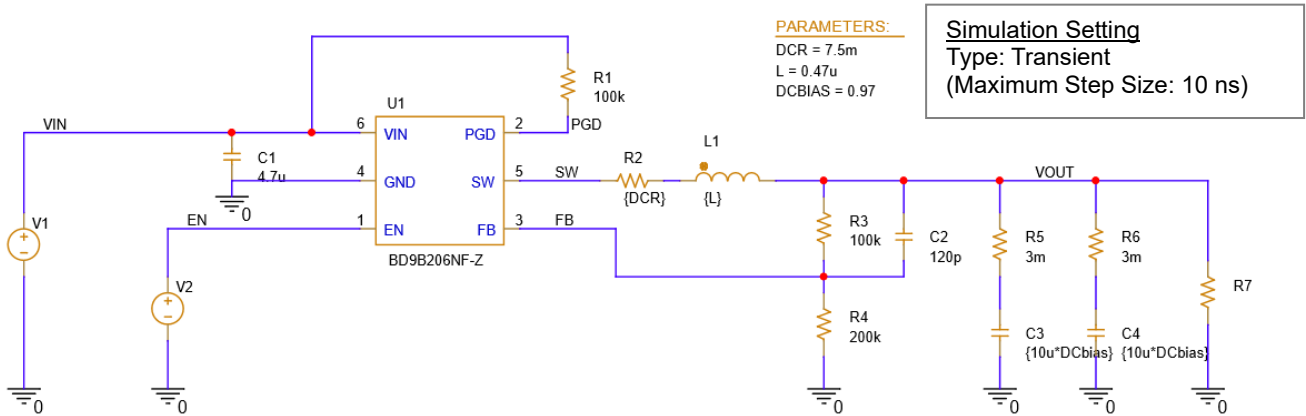 PARAMETERS:
DCR = 7.5m
L = 0.47u
DCBIAS = 0.97
Simulation Setting
Type: Transient
(Maximum Step Size: 10 ns)
R1
100k
U1
VIN
6
VIN
PGD
2
PGD
C1
4.7u
4
GND
SW
5
SW
R2
{DCR}
L1
{L}
VOUT
0
V1
EN
1
EN
FB
3
FB
BD9B206NF-Z
R3
100k
C2
120p
R5
3m
R6
3m
R7
V2
R4
200k
C3
{10u*DCbias}
C4
{10u*DCbias}
0
0
0
0
0
0